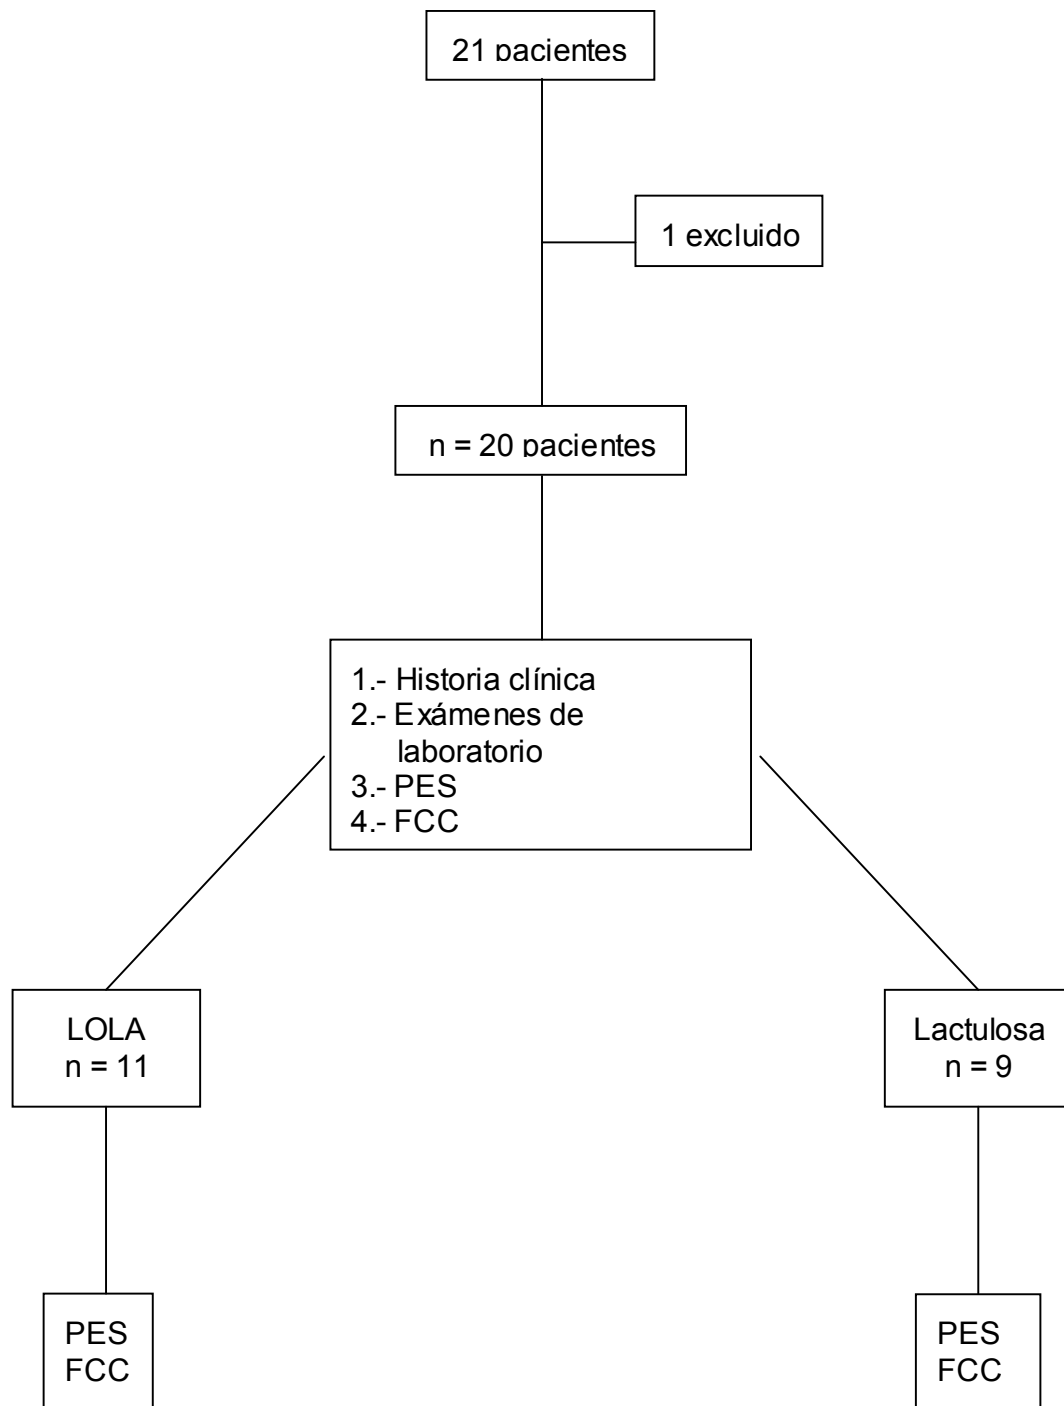 21 pacientes
1 excluido
n = 20 pacientes
1.- Historia clínica
2.- Exámenes de
laboratorio
3.- PES
4.- FCC
LOLA
n = 11
Lactulosa
n = 9
PES
FCC
PES
FCC